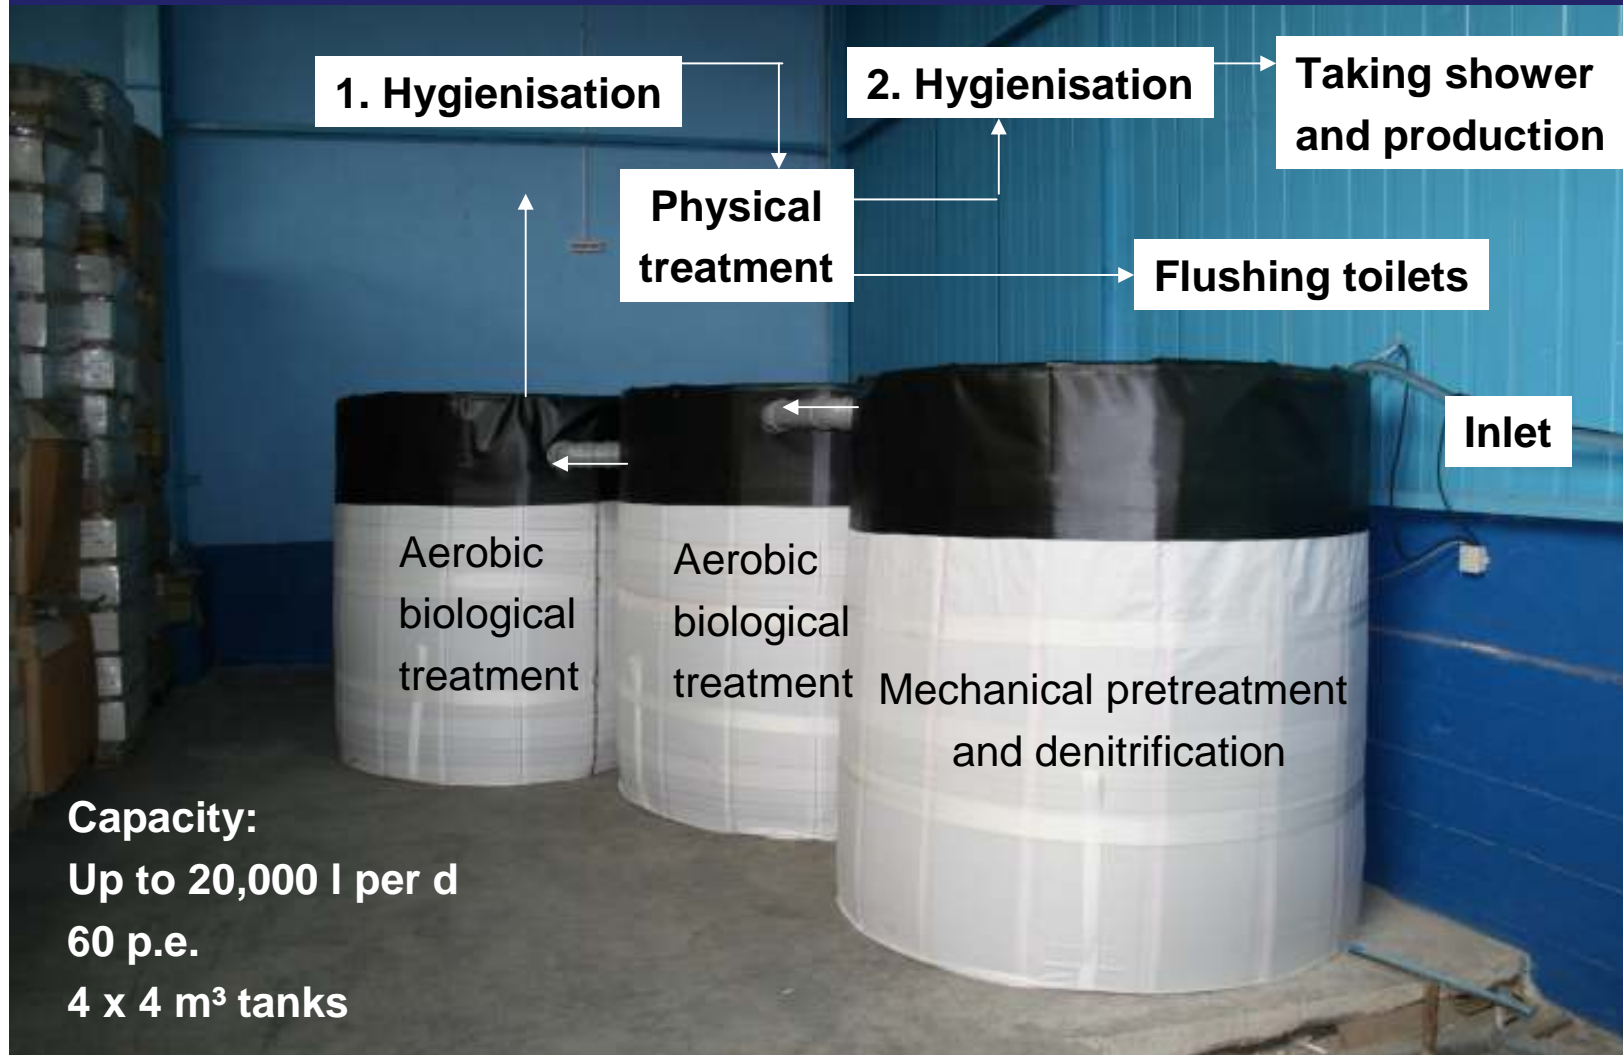 1. Hygienisation
2. Hygienisation
Taking shower
and production
Physical
treatment
Flushing toilets
Inlet
Aerobic
biological
treatment
Aerobic
biological
treatment
Mechanical pretreatment
and denitrification
Capacity:
Up to 20,000 l per d
60 p.e.
4 x 4 m³ tanks